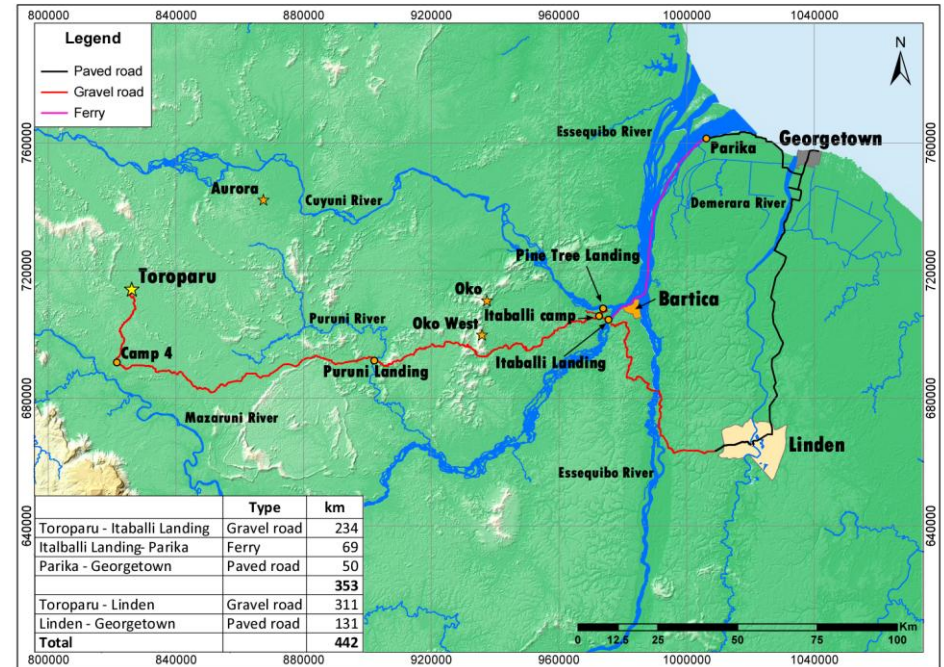 800000 840000 880000 920000 960000 1000000 1040000
Legend
Paved road
Gravel road
Ferry
N
760000
760000
Essequibo River
Parika
Georgetown
Aurora
Cuyuni River
Demerara River
720000
720000
Pine Tree Landing
Toroparu
Oko
Bartica
Itaballi camp
Puruni River
Oko West
Camp 4
Puruni Landing
Itaballi Landing
680000
680000
Mazaruni River
Linden
Essequibo River
640000
640000
Type km
Toroparu - Itaballi Landing Gravel road 234
Italballi Landing- Parika Ferry 69
Parika - Georgetown Paved road 50
353
Toroparu - Linden Gravel road 311
Linden - Georgetown Paved road 131
Total 442
Km
0 12.5 25 50 75 100
800000 840000 880000 920000 960000 1000000 1040000